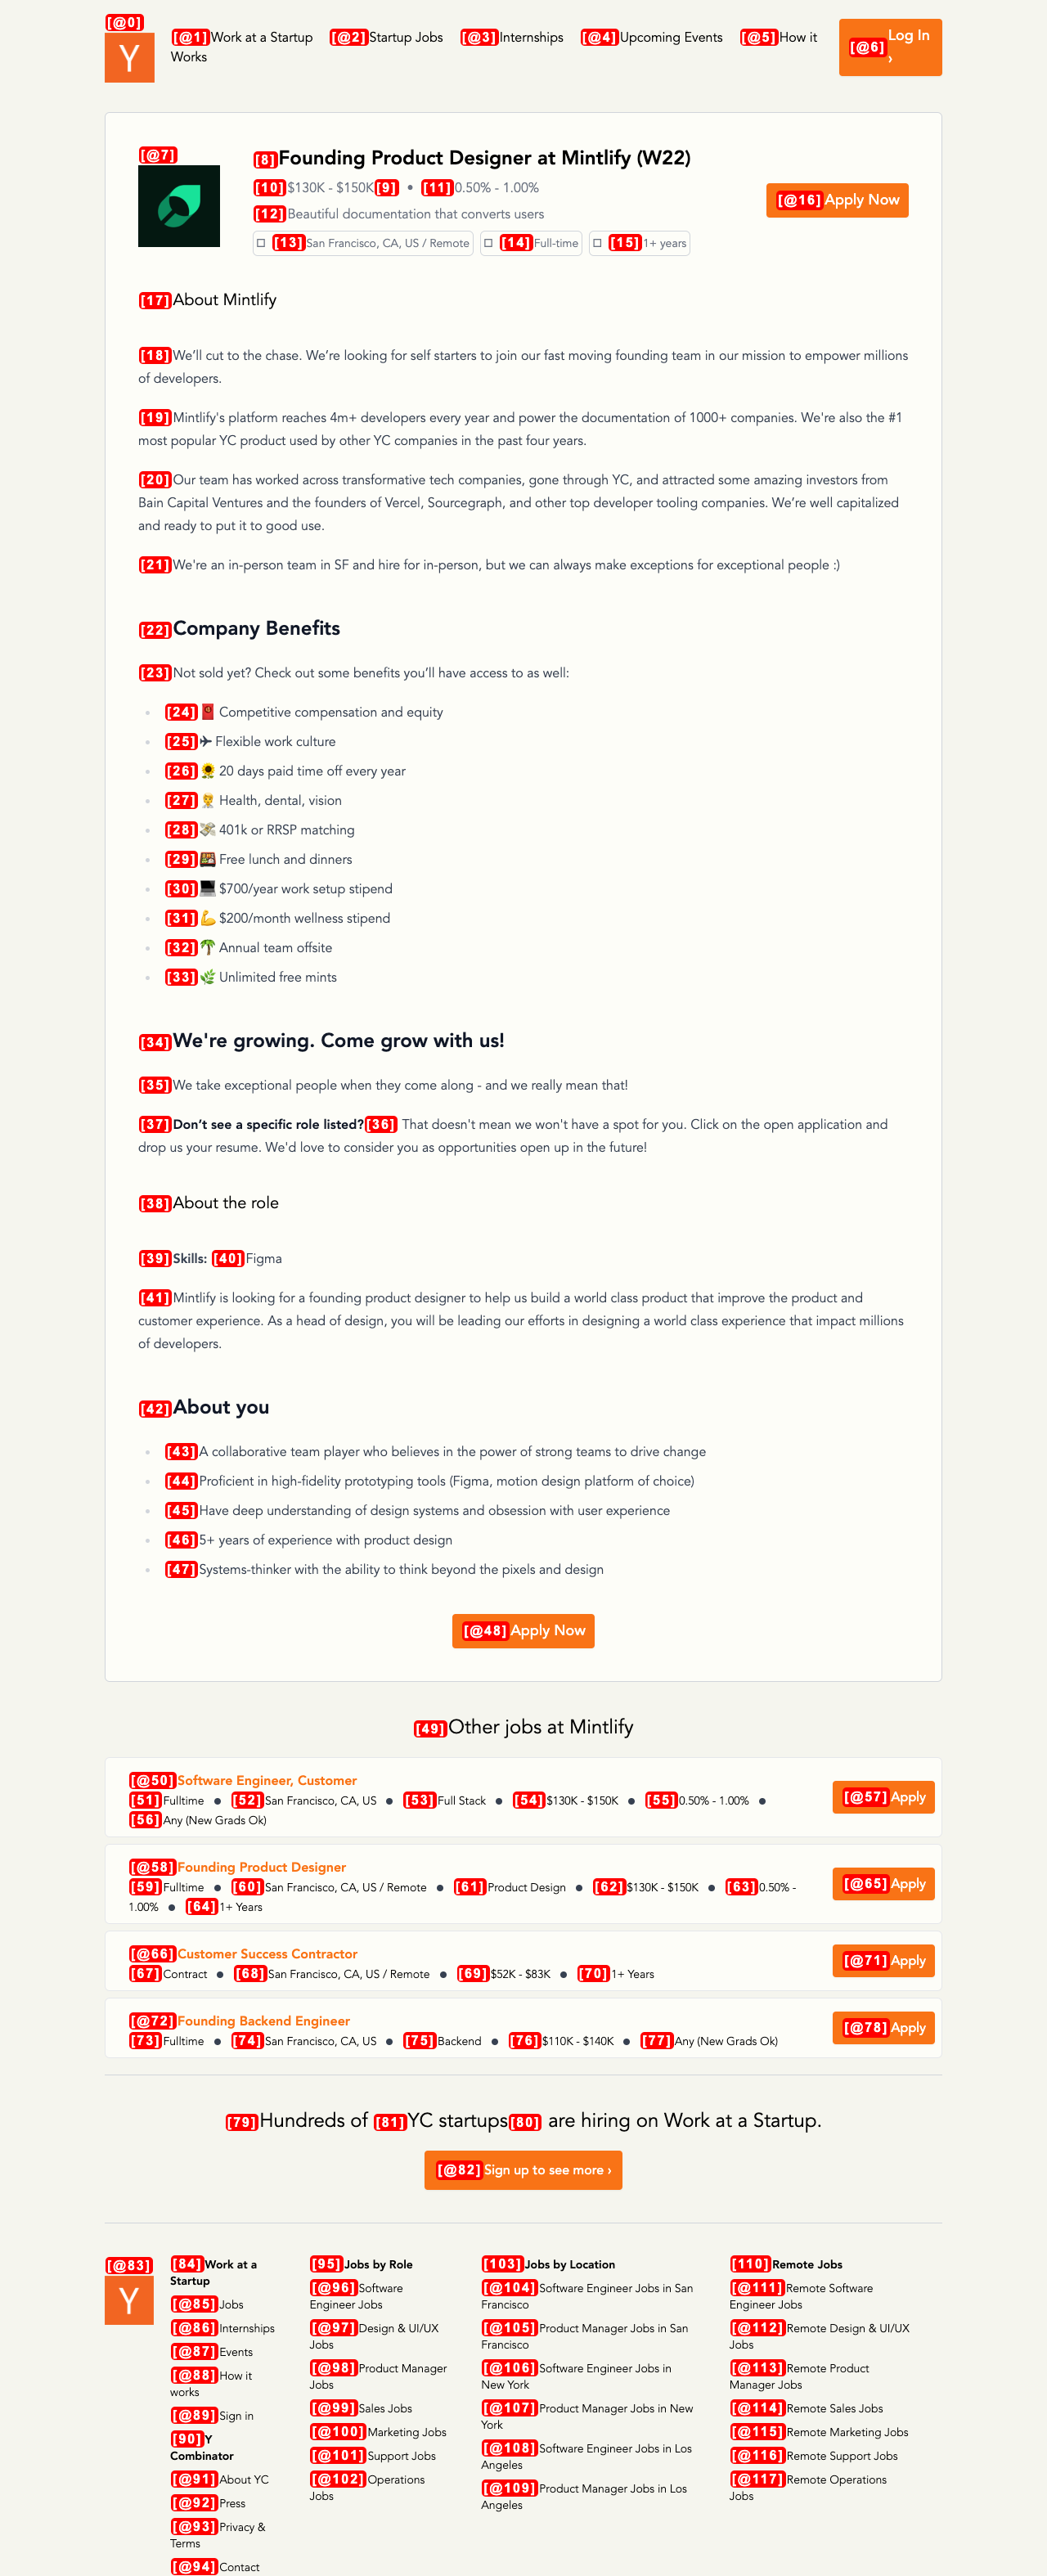 [@0]
Y
[@1]Work at a Startup [@2]Startup Jobs [@3]Internships [@4]Upcoming Events [@5]How it
Works
[@6]Log In
›
[@7]
[8]Founding Product Designer at Mintlify (W22)
[10]$130K - $150K[9] • [11]0.50% - 1.00%
[12]Beautiful documentation that converts users
[13]San Francisco, CA, US / Remote [14]Full-time [15]1+ years
[@16]Apply Now
[17]About Mintlify
[18]We’ll cut to the chase. We’re looking for self starters to join our fast moving founding team in our mission to empower millions
of developers.
[19]Mintlify's platform reaches 4m+ developers every year and power the documentation of 1000+ companies. We're also the #1
most popular YC product used by other YC companies in the past four years.
[20]Our team has worked across transformative tech companies, gone through YC, and attracted some amazing investors from
Bain Capital Ventures and the founders of Vercel, Sourcegraph, and other top developer tooling companies. We’re well capitalized
and ready to put it to good use.
[21]We're an in-person team in SF and hire for in-person, but we can always make exceptions for exceptional people :)
[22]Company Benefits
[23]Not sold yet? Check out some benefits you’ll have access to as well:
[24]🧧 Competitive compensation and equity
[25]✈ Flexible work culture
[26]🌻 20 days paid time off every year
[27]🧑‍⚕️ Health, dental, vision
[28]💸 401k or RRSP matching
[29]🍱 Free lunch and dinners
[30]💻 $700/year work setup stipend
[31]💪 $200/month wellness stipend
[32]🌴 Annual team offsite
[33]🌿 Unlimited free mints
[34]We're growing. Come grow with us!
[35]We take exceptional people when they come along - and we really mean that!
[37]Don’t see a specific role listed?[36] That doesn't mean we won't have a spot for you. Click on the open application and
drop us your resume. We'd love to consider you as opportunities open up in the future!
[38]About the role
[39]Skills: [40]Figma
[41]Mintlify is looking for a founding product designer to help us build a world class product that improve the product and
customer experience. As a head of design, you will be leading our efforts in designing a world class experience that impact millions
of developers.
[42]About you
[43]A collaborative team player who believes in the power of strong teams to drive change
[44]Proficient in high-fidelity prototyping tools (Figma, motion design platform of choice)
[45]Have deep understanding of design systems and obsession with user experience
[46]5+ years of experience with product design
[47]Systems-thinker with the ability to think beyond the pixels and design
[@48]Apply Now
[49]Other jobs at Mintlify
[@50]Software Engineer, Customer
[51]Fulltime ● [52]San Francisco, CA, US ● [53]Full Stack ● [54]$130K - $150K ● [55]0.50% - 1.00% ●
[56]Any (New Grads Ok)
[@57]Apply
[@58]Founding Product Designer
[59]Fulltime ● [60]San Francisco, CA, US / Remote ● [61]Product Design ● [62]$130K - $150K ● [63]0.50% -
1.00% ● [64]1+ Years
[@65]Apply
[@66]Customer Success Contractor
[67]Contract ● [68]San Francisco, CA, US / Remote ● [69]$52K - $83K ● [70]1+ Years
[@71]Apply
[@72]Founding Backend Engineer
[73]Fulltime ● [74]San Francisco, CA, US ● [75]Backend ● [76]$110K - $140K ● [77]Any (New Grads Ok)
[@78]Apply
[79]Hundreds of [81]YC startups[80] are hiring on Work at a Startup.
[@82]Sign up to see more ›
[@83]
Y
[84]Work at a
Startup
[@85]Jobs
[@86]Internships
[@87]Events
[@88]How it
works
[@89]Sign in
[90]Y
Combinator
[@91]About YC
[@92]Press
[@93]Privacy &
Terms
[@94]Contact
[95]Jobs by Role
[@96]Software
Engineer Jobs
[@97]Design & UI/UX
Jobs
[@98]Product Manager
Jobs
[@99]Sales Jobs
[@100]Marketing Jobs
[@101]Support Jobs
[@102]Operations
Jobs
[103]Jobs by Location
[@104]Software Engineer Jobs in San
Francisco
[@105]Product Manager Jobs in San
Francisco
[@106]Software Engineer Jobs in
New York
[@107]Product Manager Jobs in New
York
[@108]Software Engineer Jobs in Los
Angeles
[@109]Product Manager Jobs in Los
Angeles
[110]Remote Jobs
[@111]Remote Software
Engineer Jobs
[@112]Remote Design & UI/UX
Jobs
[@113]Remote Product
Manager Jobs
[@114]Remote Sales Jobs
[@115]Remote Marketing Jobs
[@116]Remote Support Jobs
[@117]Remote Operations
Jobs